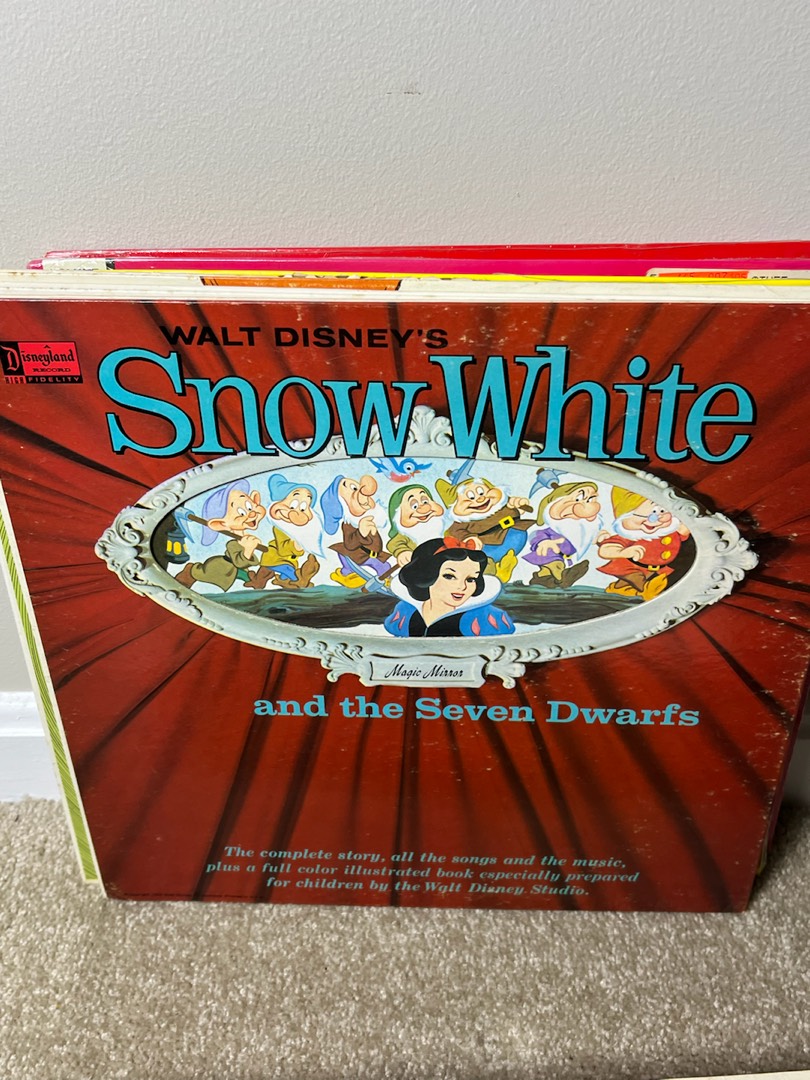 WALT DISNEY'S
A
Disneyland
RECORD
HIGH FIDELITY
Snow White
Magic Mirror
and the Seven Dwarfs
The complete story, all the songs and the music,
plus a full color illustrated book especially prepared
for children by the Walt Disney Studio.